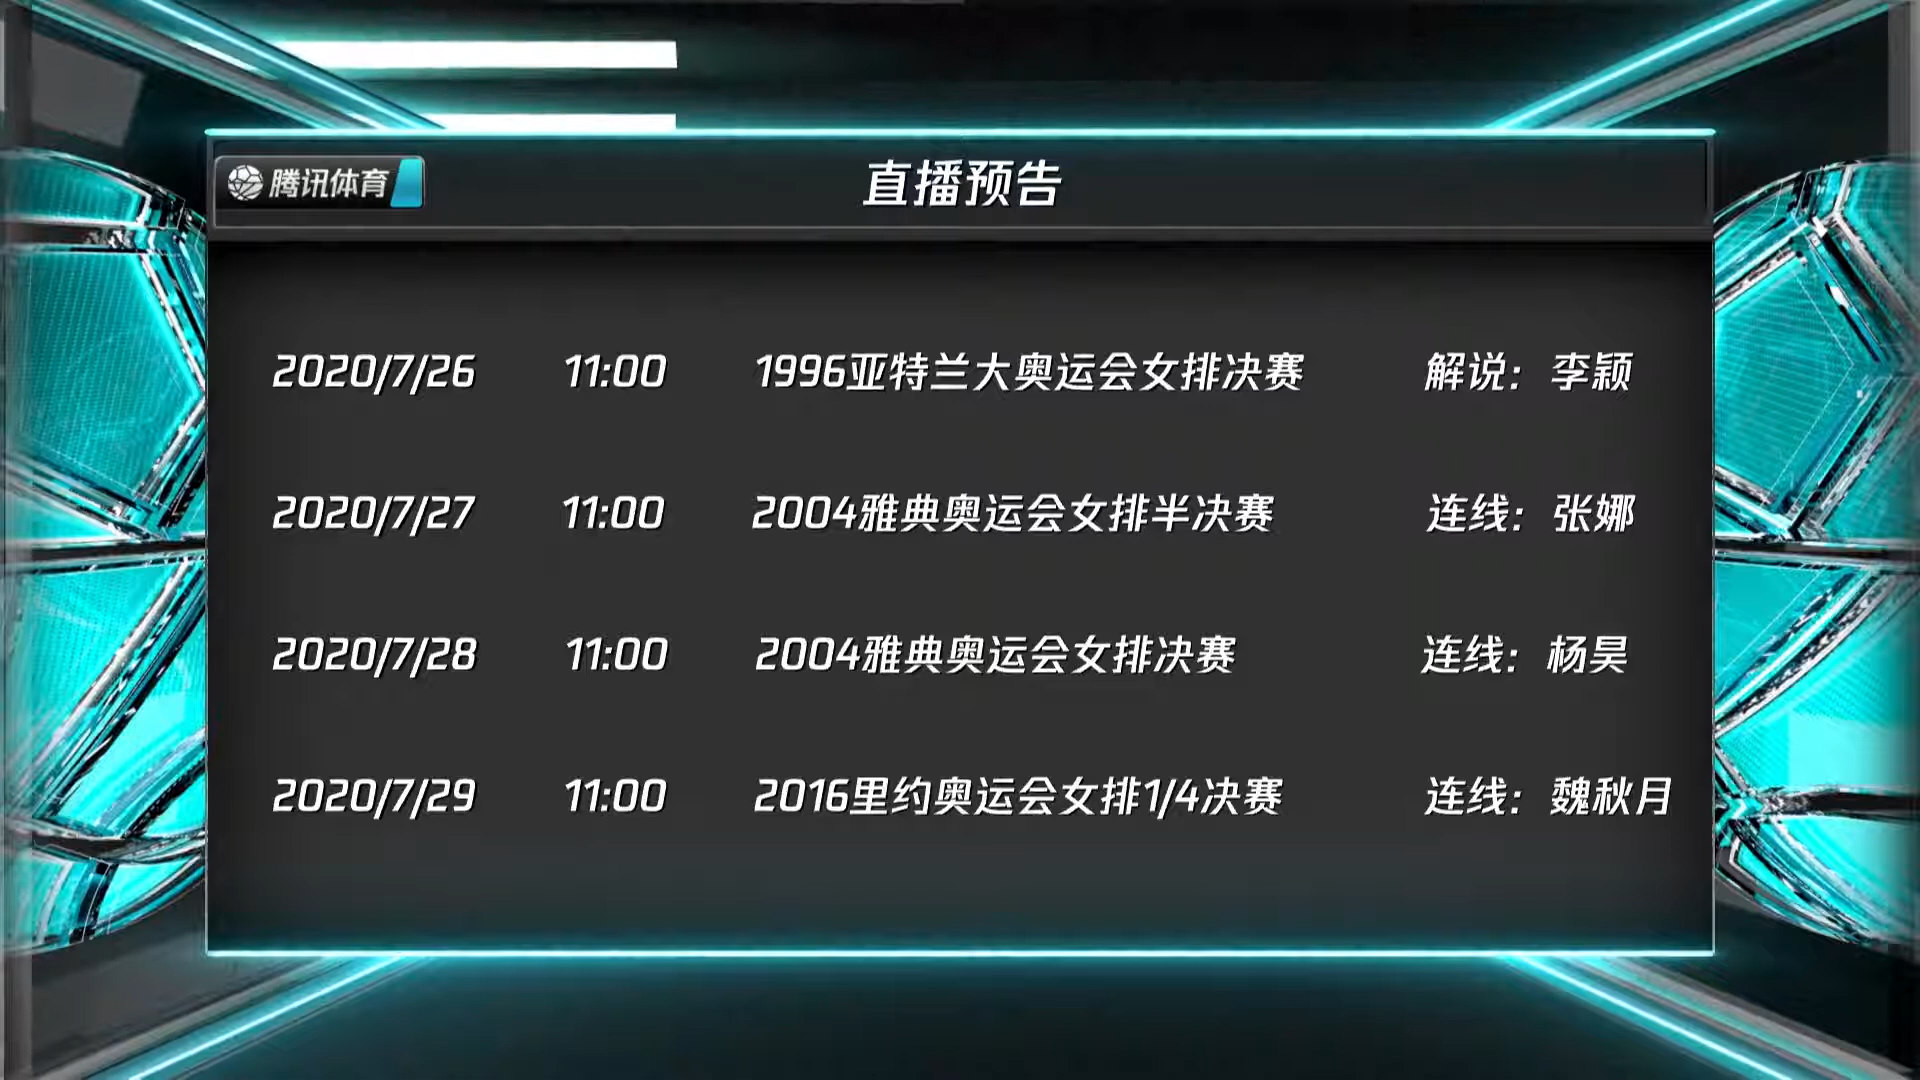 腾讯体育
直播预告
2020/7/26 11:00 1996亚特兰大奥运会女排决赛 解说：李颖
2020/7/27 11:00 2004雅典奥运会女排半决赛 连线：张娜
2020/7/28 11:00 2004雅典奥运会女排决赛 连线：杨昊
2020/7/29 11:00 2016里约奥运会女排1/4决赛 连线：魏秋月